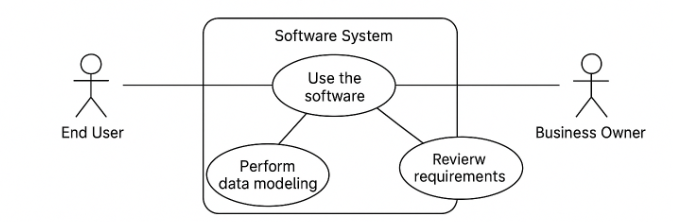 Software System
Use the
software
End User
Business Owner
Perform
data modeling
Revierw
requirements